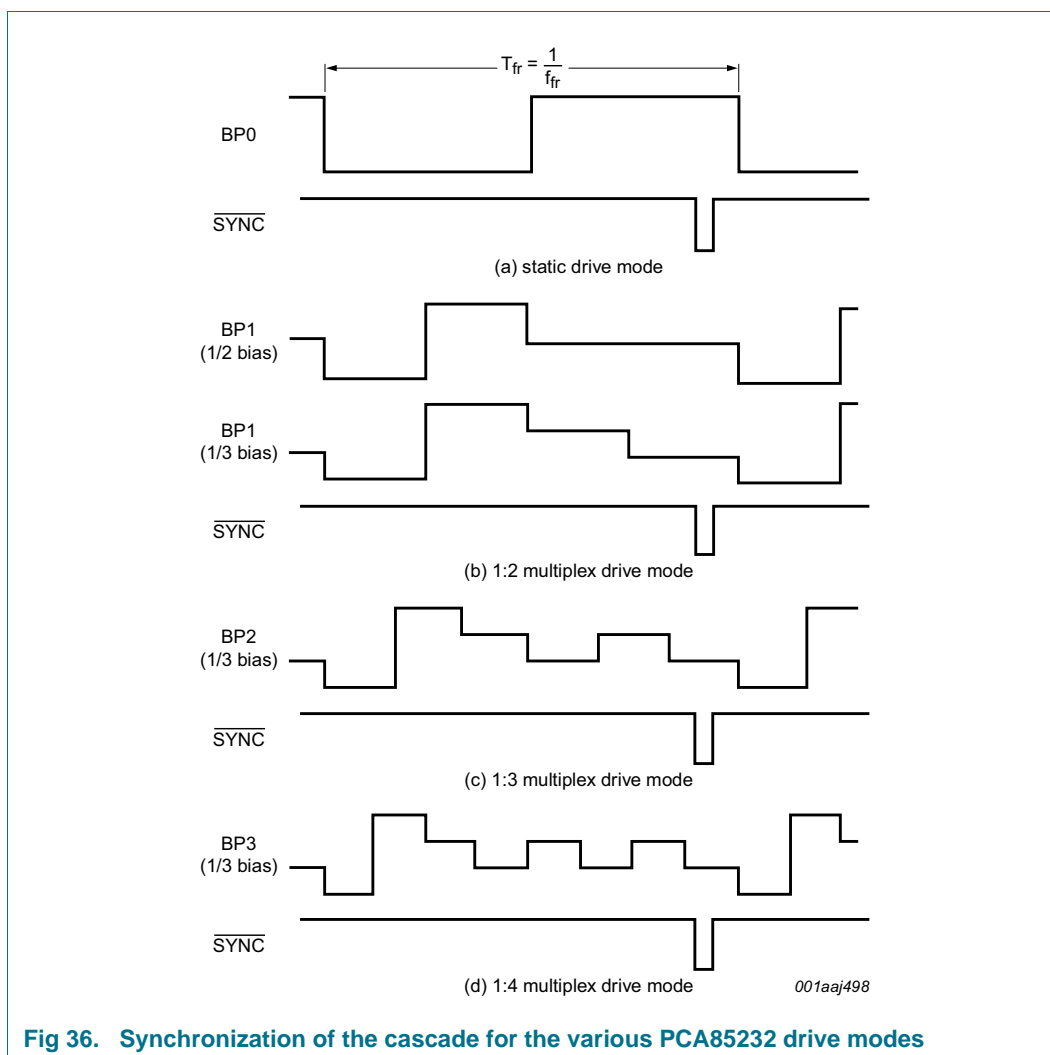 T_fr = 1/f_fr
BP0
SYNC
(a) static drive mode
BP1
(1/2 bias)
BP1
(1/3 bias)
SYNC
(b) 1:2 multiplex drive mode
BP2
(1/3 bias)
SYNC
(c) 1:3 multiplex drive mode
BP3
(1/3 bias)
SYNC
(d) 1:4 multiplex drive mode
001aaj498
Fig 36. Synchronization of the cascade for the various PCA85232 drive modes